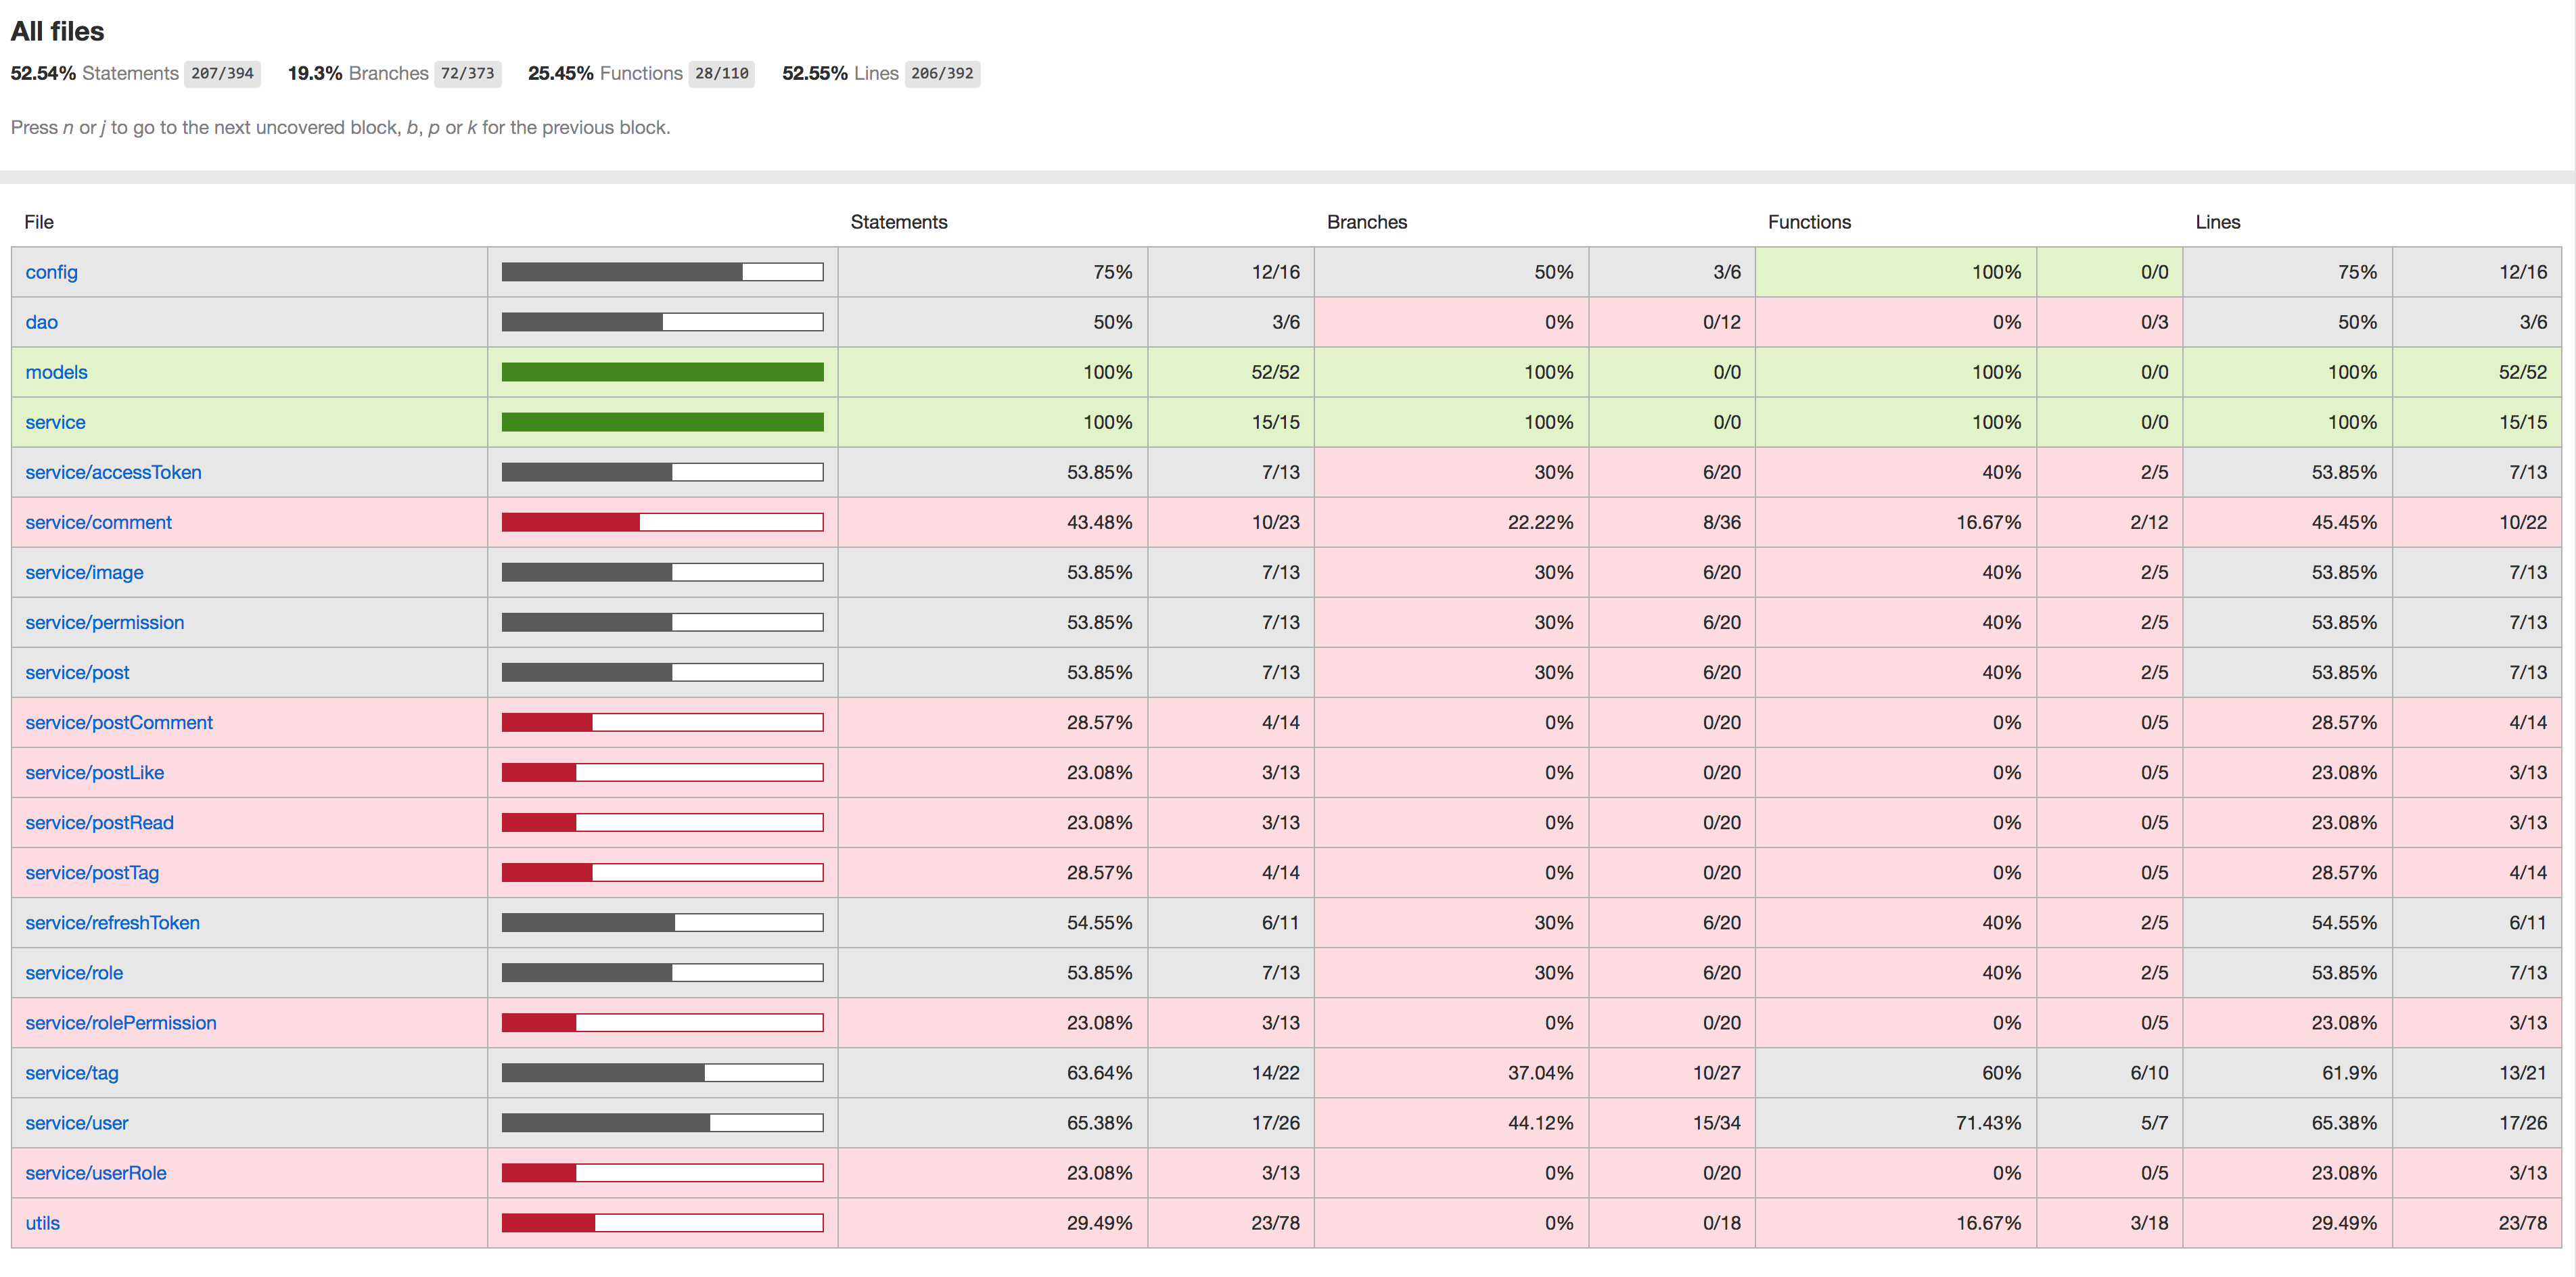 All files
52.54% Statements 207/394 19.3% Branches 72/373 25.45% Functions 28/110 52.55% Lines 206/392
Press n or j to go to the next uncovered block, b, p or k for the previous block.
File Statements Branches Functions Lines
config 75% 12/16 50% 3/6 100% 0/0 75% 12/16
dao 50% 3/6 0% 0/12 0% 0/3 50% 3/6
models 100% 52/52 100% 0/0 100% 0/0 100% 52/52
service 100% 15/15 100% 0/0 100% 0/0 100% 15/15
service/accessToken 53.85% 7/13 30% 6/20 40% 2/5 53.85% 7/13
service/comment 43.48% 10/23 22.22% 8/36 16.67% 2/12 45.45% 10/22
service/image 53.85% 7/13 30% 6/20 40% 2/5 53.85% 7/13
service/permission 53.85% 7/13 30% 6/20 40% 2/5 53.85% 7/13
service/post 53.85% 7/13 30% 6/20 40% 2/5 53.85% 7/13
service/postComment 28.57% 4/14 0% 0/20 0% 0/5 28.57% 4/14
service/postLike 23.08% 3/13 0% 0/20 0% 0/5 23.08% 3/13
service/postRead 23.08% 3/13 0% 0/20 0% 0/5 23.08% 3/13
service/postTag 28.57% 4/14 0% 0/20 0% 0/5 28.57% 4/14
service/refreshToken 54.55% 6/11 30% 6/20 40% 2/5 54.55% 6/11
service/role 53.85% 7/13 30% 6/20 40% 2/5 53.85% 7/13
service/rolePermission 23.08% 3/13 0% 0/20 0% 0/5 23.08% 3/13
service/tag 63.64% 14/22 37.04% 10/27 60% 6/10 61.9% 13/21
service/user 65.38% 17/26 44.12% 15/34 71.43% 5/7 65.38% 17/26
service/userRole 23.08% 3/13 0% 0/20 0% 0/5 23.08% 3/13
utils 29.49% 23/78 0% 0/18 16.67% 3/18 29.49% 23/78